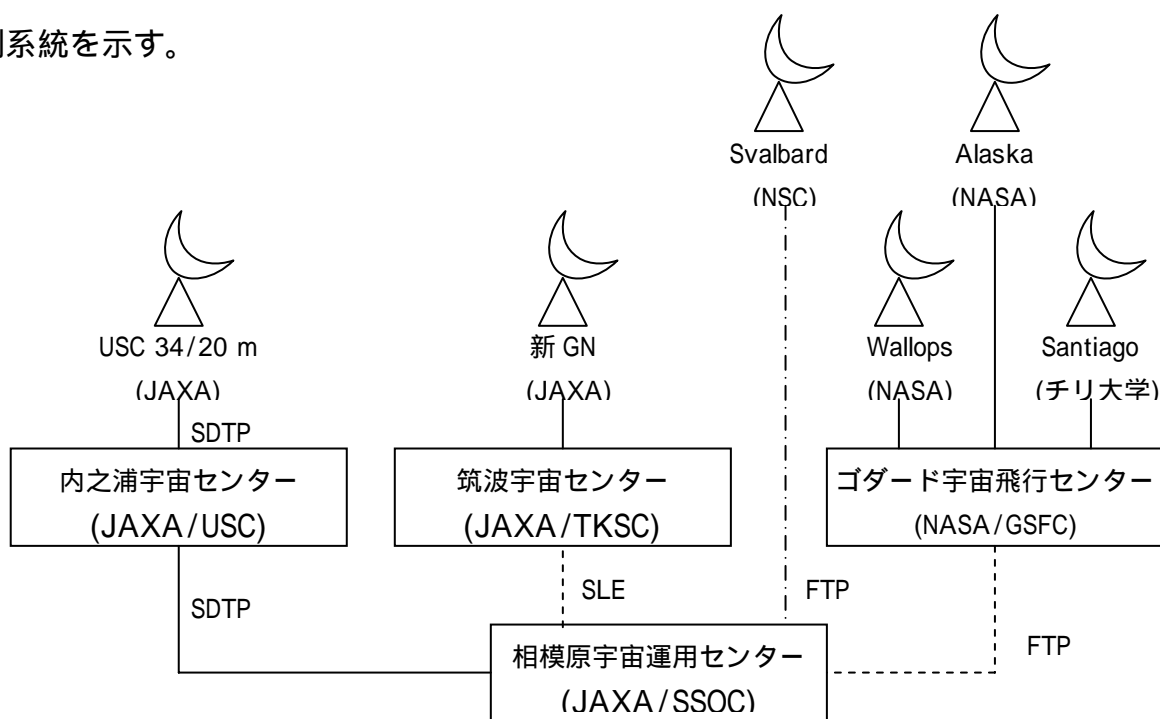 系統を示す。
Svalbard
(NSC)
Alaska
(NASA)
USC 34/20 m
(JAXA)
新 GN
(JAXA)
Wallops
(NASA)
Santiago
(チリ大学)
SDTP
内之浦宇宙センター
(JAXA/USC)
筑波宇宙センター
(JAXA/TKSC)
ゴダード宇宙飛行センター
(NASA/GSFC)
SDTP
SLE
FTP
FTP
相模原宇宙運用センター
(JAXA/SSOC)